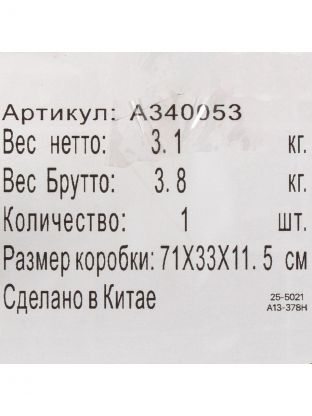 Артикул: А340053
Вес нетто: 3.1 кг.
Вес Брутто: 3.8 кг.
Количество: 1 шт.
Размер коробки: 71X33X11.5 см
Сделано в Китае
25-5021
A13-378H